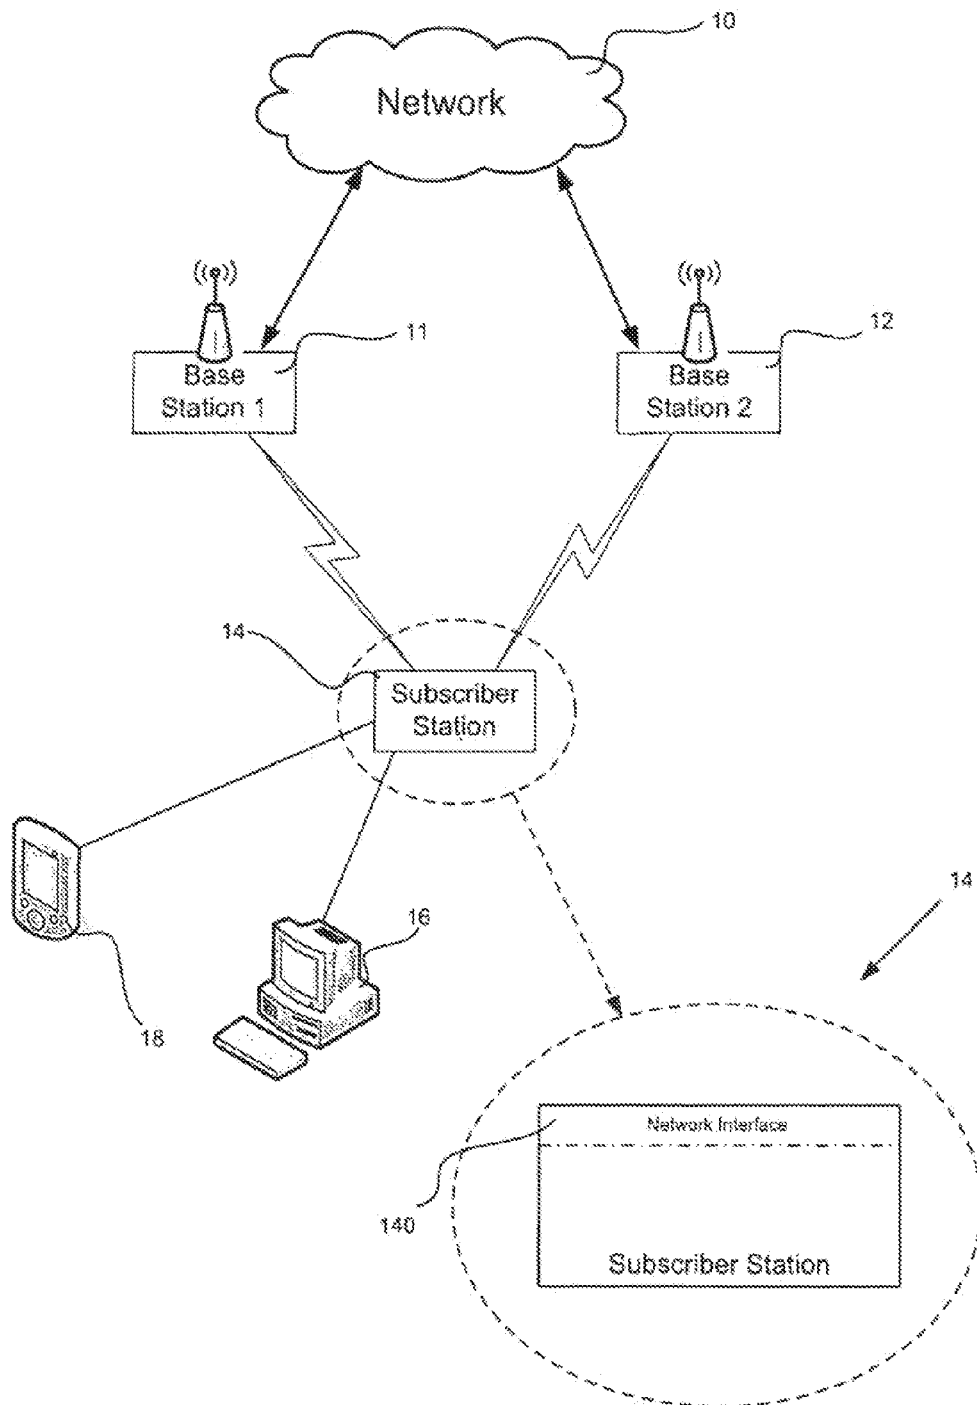 10
Network
11
12
Base
Station 1
Base
Station 2
14
Subscriber
Station
14
16
18
Network Interface
140
Subscriber Station